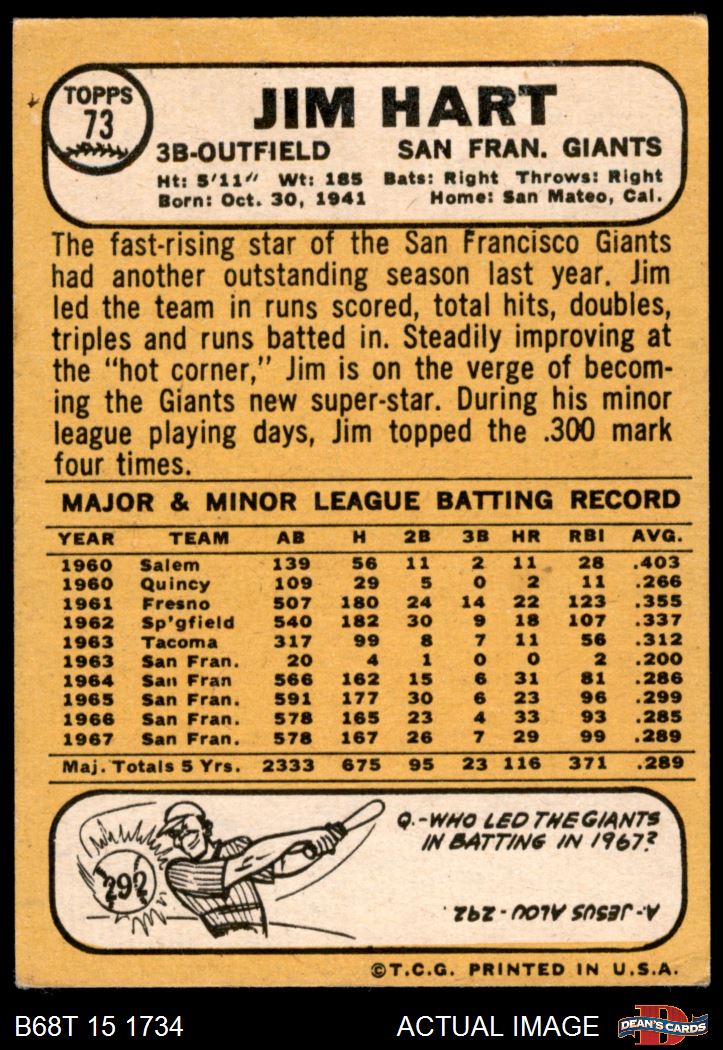 TOPPS
73
JIM HART
3B-OUTFIELD SAN FRAN. GIANTS
Ht: 5'11" Wt: 185 Bats: Right Throws: Right
Born: Oct. 30, 1941 Home: San Mateo, Cal.
The fast-rising star of the San Francisco Giants
had another outstanding season last year. Jim
led the team in runs scored, total hits, doubles,
triples and runs batted in. Steadily improving at
the "hot corner," Jim is on the verge of becom-
ing the Giants new super-star. During his minor
league playing days, Jim topped the .300 mark
four times.
MAJOR & MINOR LEAGUE BATTING RECORD
YEAR TEAM AB H 2B 3B HR RBI AVG.
1960 Salem 139 56 11 2 11 28 .403
1960 Quincy 109 29 5 0 2 11 .266
1961 Fresno 507 180 24 14 22 123 .355
1962 Sp'gfield 540 182 30 9 18 107 .337
1963 Tacoma 317 99 8 7 11 56 .312
1963 San Fran. 20 4 1 0 0 2 .200
1964 San Fran 566 162 15 6 31 81 .286
1965 San Fran. 591 177 30 6 23 96 .299
1966 San Fran. 578 165 23 4 33 93 .285
1967 San Fran. 578 167 26 7 29 99 .289
Maj. Totals 5 Yrs. 2333 675 95 23 116 371 .289
292
Q.-WHO LED THE GIANTS
IN BATTING IN 1967?
A- JESUS ALOU - 292
©T.C.G. PRINTED IN U.S.A.
B68T 15 1734 ACTUAL IMAGE
D
DEAN'S CARDS